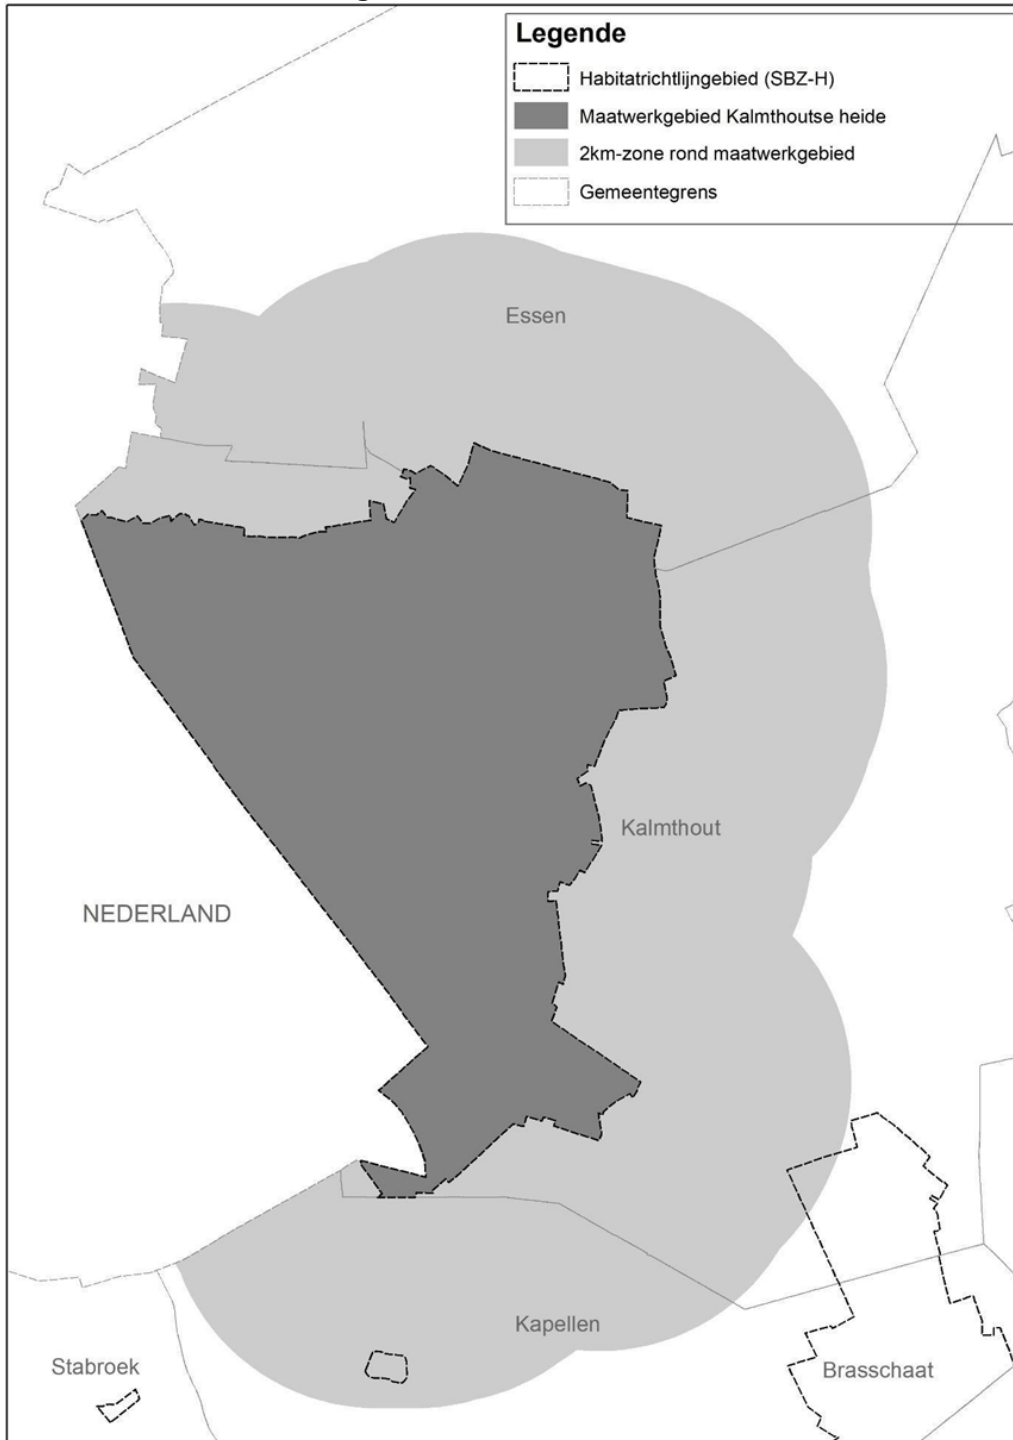 Legende
Habitatrichtlijngebied (SBZ-H)
Maatwerkgebied Kalmthoutse heide
2km-zone rond maatwerkgebied
Gemeentegrens
Essen
Kalmthout
NEDERLAND
Kapellen
Stabroek
Brasschaat